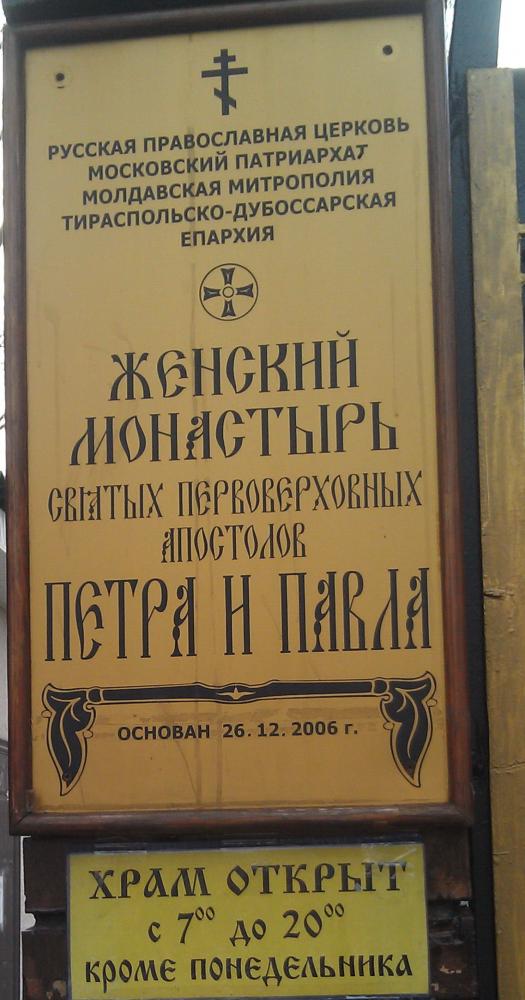 РУССКАЯ ПРАВОСЛАВНАЯ ЦЕРКОВЬ
МОСКОВСКИЙ ПАТРИАРХАТ
МОЛДАВСКАЯ МИТРОПОЛИЯ
ТИРАСПОЛЬСКО-ДУБОССАРСКАЯ
ЕПАРХИЯ
ЖЕНСКИЙ
МОНАСТЫРЬ
СВЯТЫХ ПЕРВОВЕРХОВНЫХ
АПОСТОЛОВ
ПЕТРА И ПАВЛА
ОСНОВАН 26.12.2006 г.
ХРАМ ОТКРЫТ
с 7⁰⁰ до 20⁰⁰
кроме понедельника